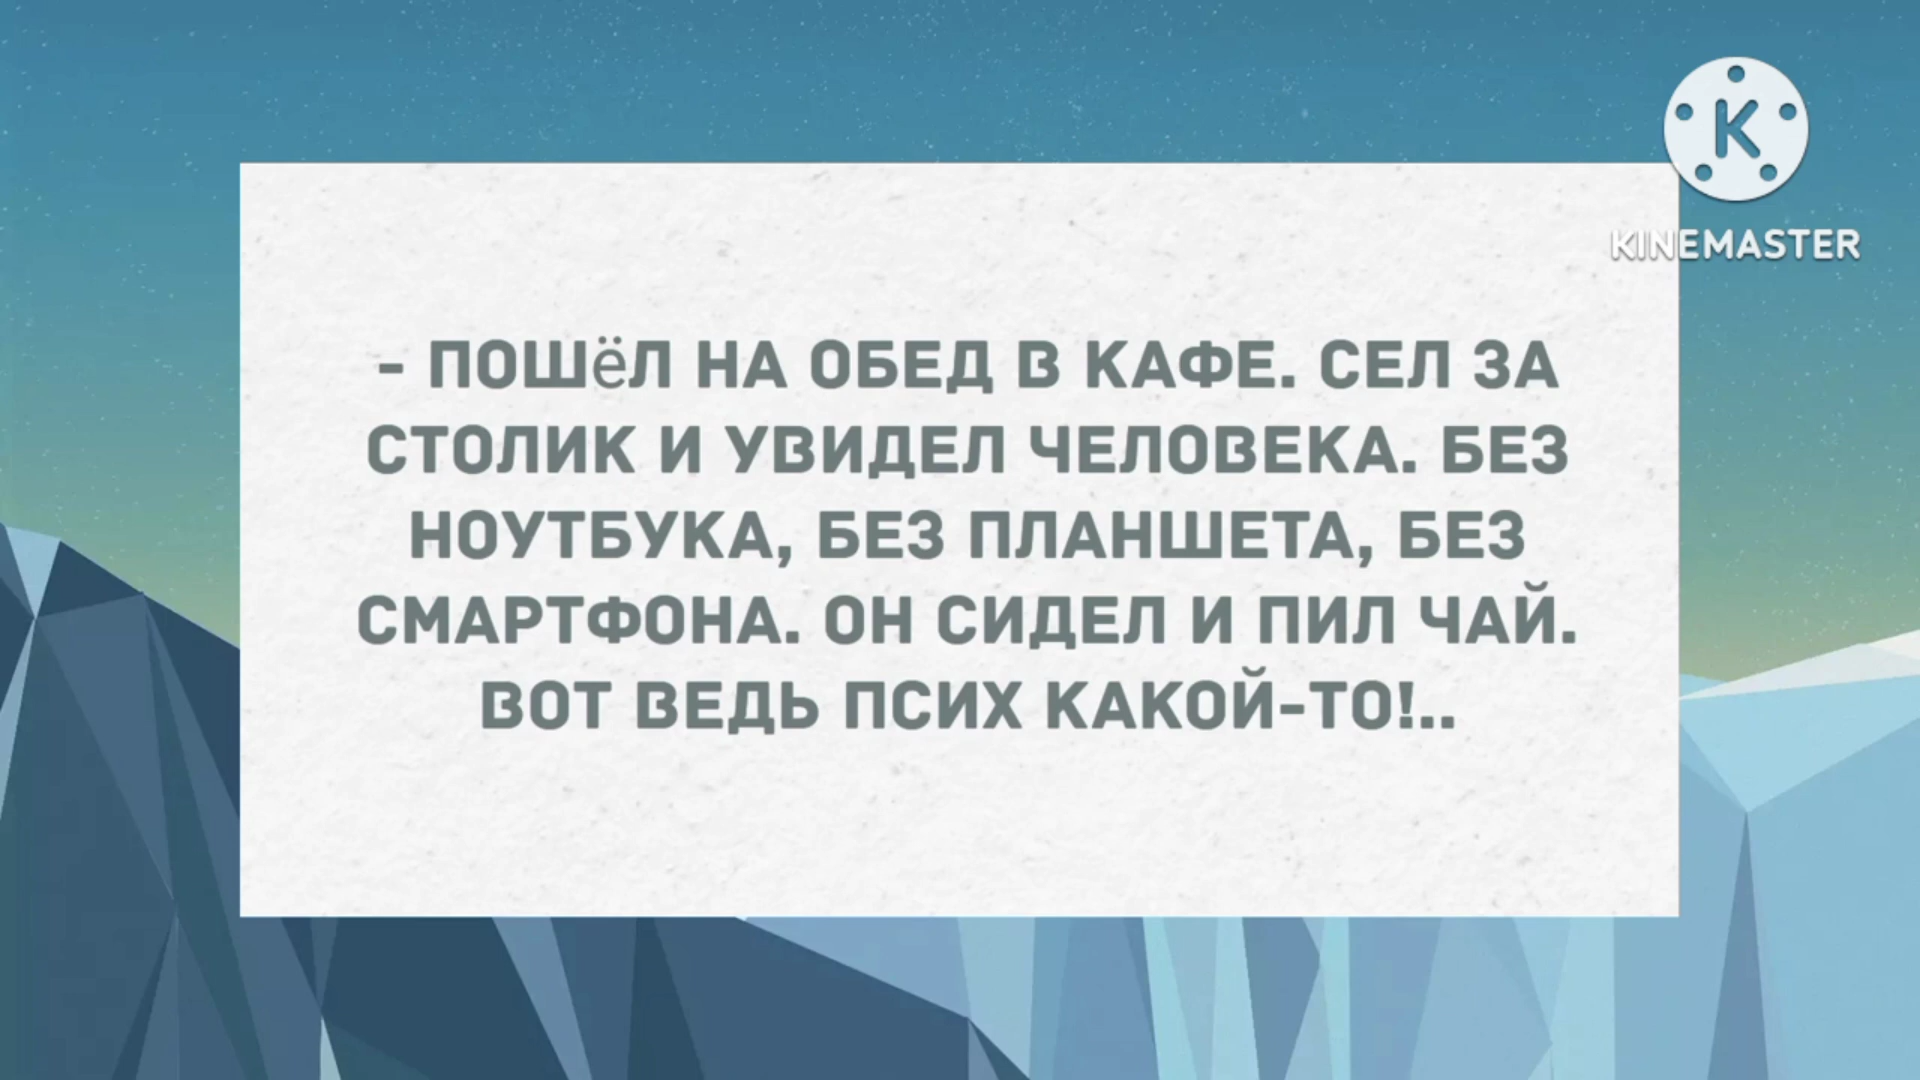 KINEMASTER
- ПОШёЛ НА ОБЕД В КАФЕ. СЕЛ ЗА
СТОЛИК И УВИДЕЛ ЧЕЛОВЕКА. БЕЗ
НОУТБУКА, БЕЗ ПЛАНШЕТА, БЕЗ
СМАРТФОНА. ОН СИДЕЛ И ПИЛ ЧАЙ.
ВОТ ВЕДЬ ПСИХ КАКОЙ-ТО!..